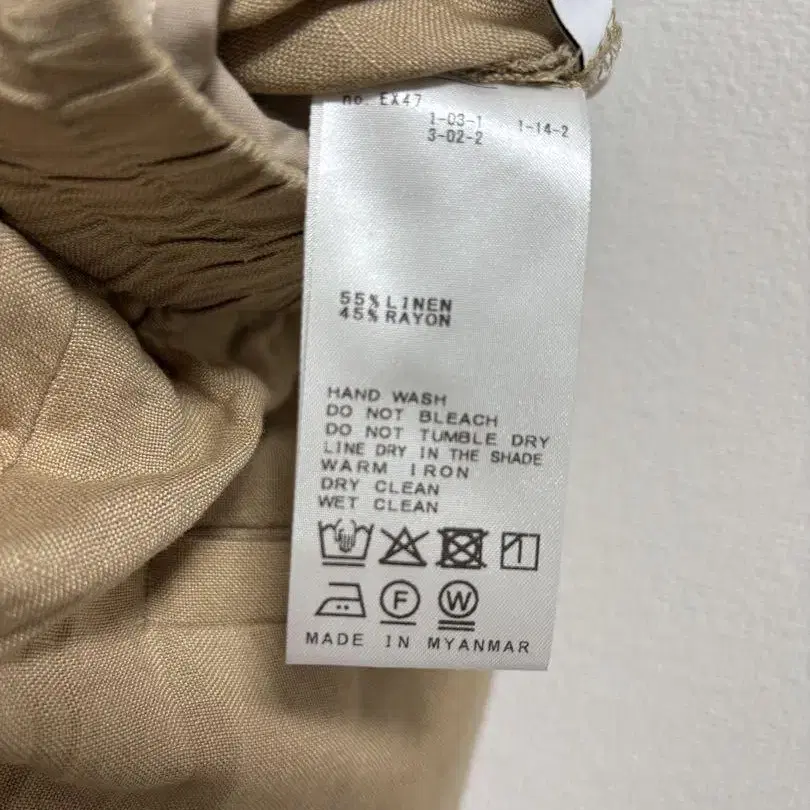 no. EX47
1-03-1 1-14-2
3-02-2
55% LINEN
45% RAYON
HAND WASH
DO NOT BLEACH
DO NOT TUMBLE DRY
LINE DRY IN THE SHADE
WARM IRON
DRY CLEAN
WET CLEAN
F W
MADE IN MYANMAR